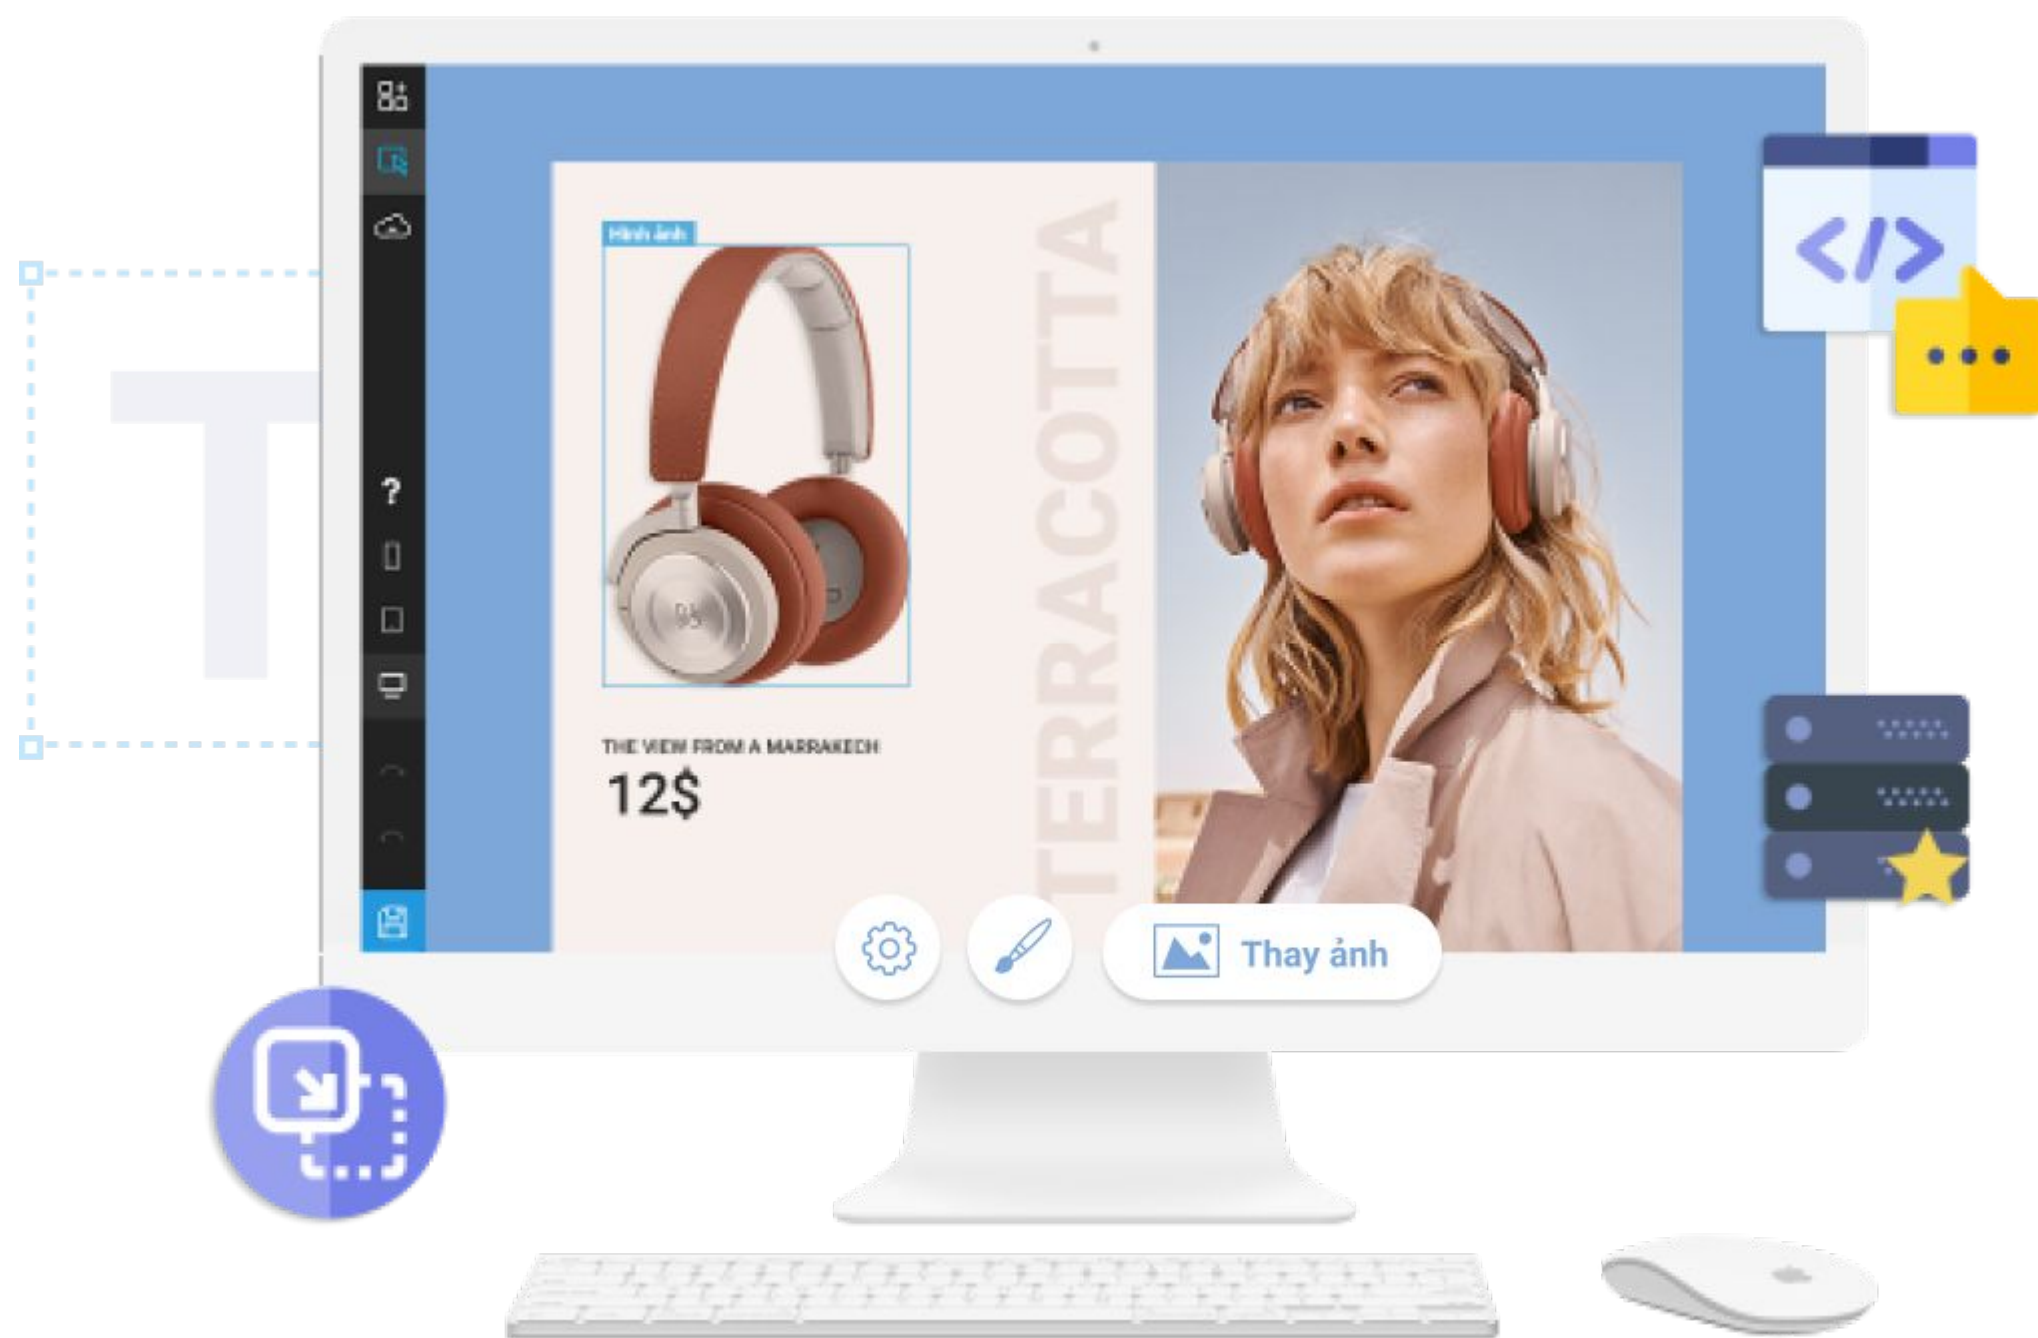 T
Hình ảnh
TERRACOTTA
THE VIEW FROM A MARRAKECH
12$
?
</>
Thay ảnh